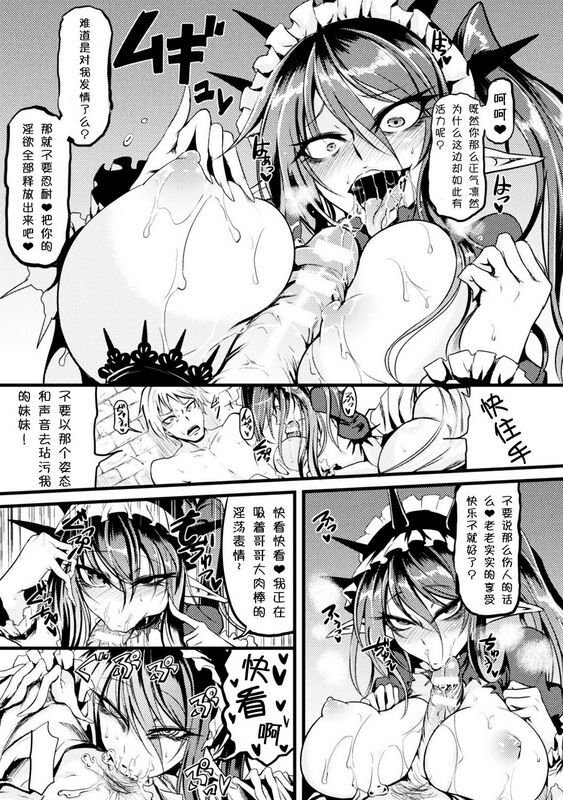 呵呵♥
既然你那么正气凛然
为什么这边却如此有
活力呢？
难道是
对我发情
了么？
那就不要忍耐♥把你的
淫欲全部释放出来吧♥
むぎゅ
快住手
不要以那个姿态
和声音去玷污我
的妹妹！
不要说那么伤人的话
么♥老老实实的享受
快乐不就好了？
快看快看♥我正在
吸着哥哥大肉棒的
淫荡表情~
快看
啊